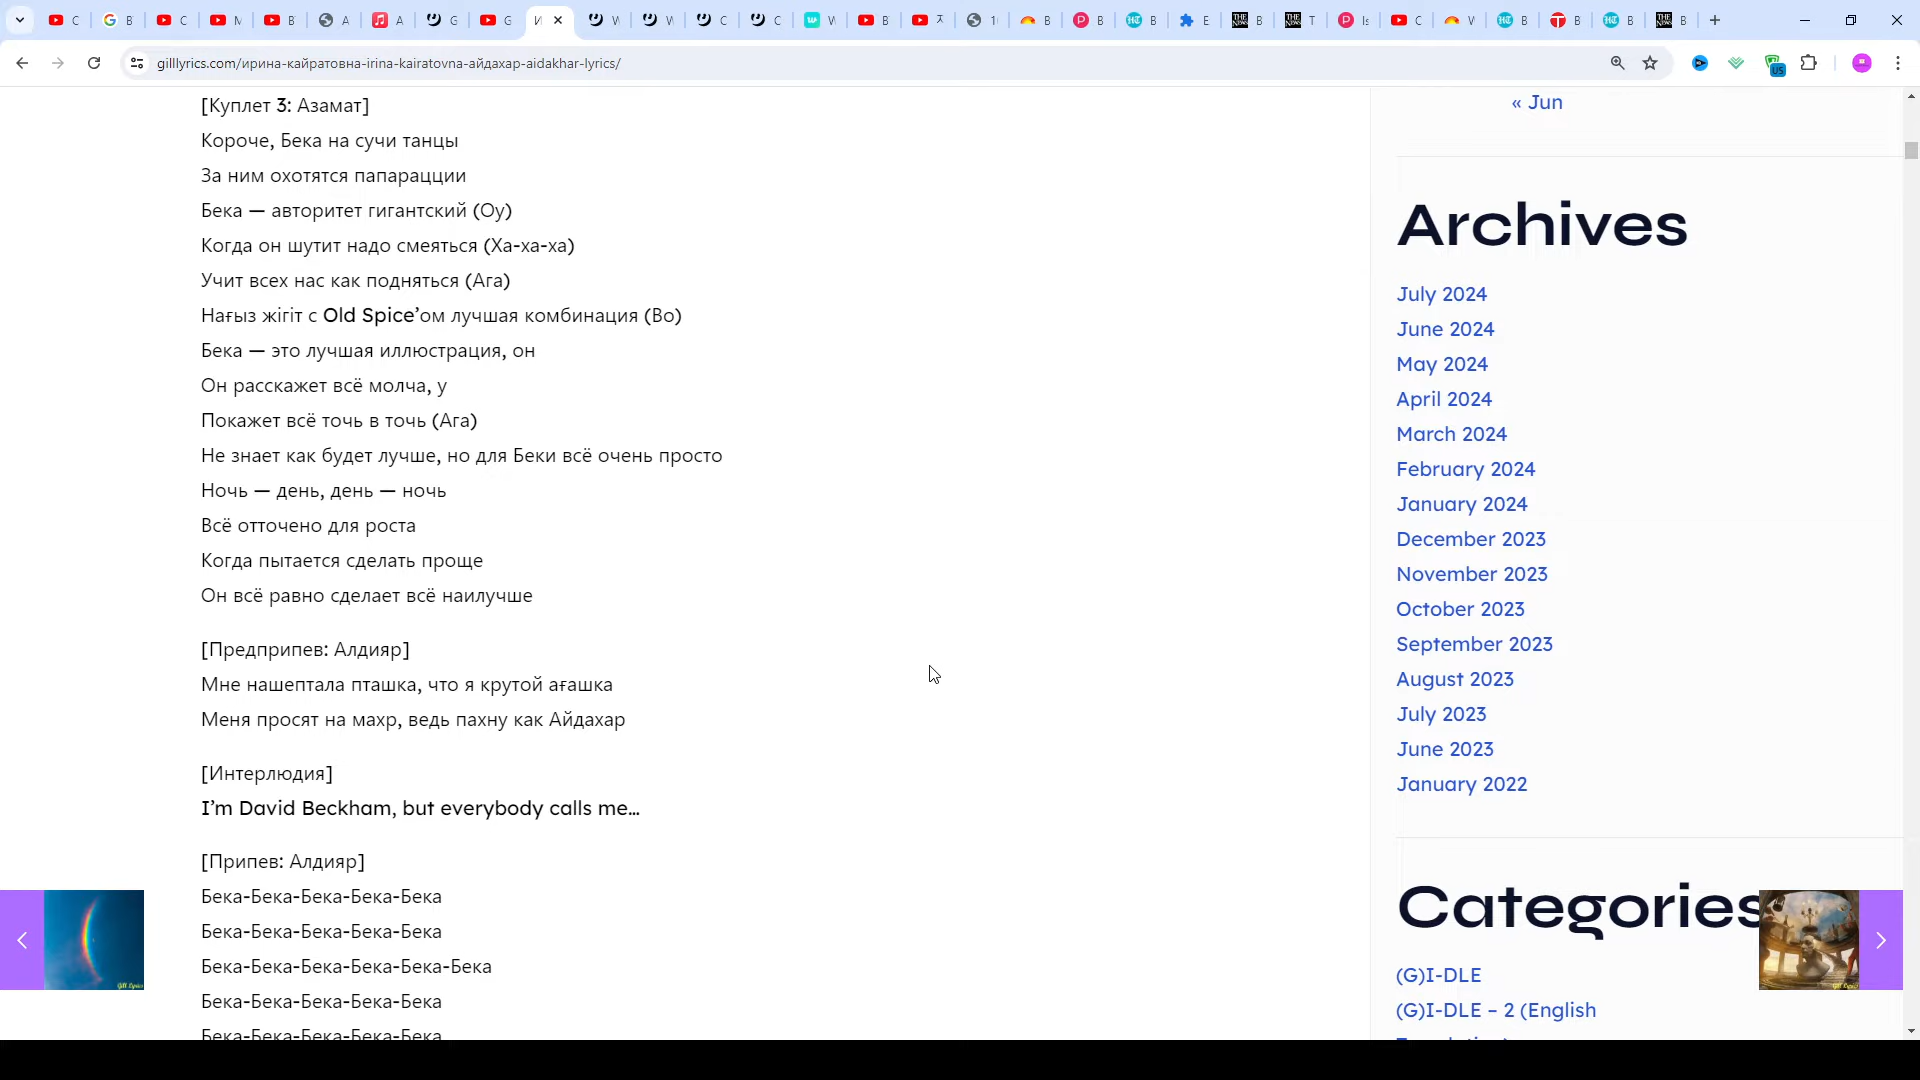 gilllyrics.com/ирина-кайратовна-irina-kairatovna-айдахар-aidakhar-lyrics/
[Куплет 3: Азамат]
Короче, Бека на сучи танцы
За ним охотятся папарацции
Бека — авторитет гигантский (Оу)
Когда он шутит надо смеяться (Ха-ха-ха)
Учит всех нас как подняться (Ага)
Нағыз жігіт с Old Spice’ом лучшая комбинация (Во)
Бека — это лучшая иллюстрация, он
Он расскажет всё молча, у
Покажет всё точь в точь (Ага)
Не знает как будет лучше, но для Беки всё очень просто
Ночь — день, день — ночь
Всё отточено для роста
Когда пытается сделать проще
Он всё равно сделает всё наилучше
[Предприпев: Алдияр]
Мне нашептала пташка, что я крутой ағашка
Меня просят на махр, ведь пахну как Айдахар
[Интерлюдия]
I’m David Beckham, but everybody calls me…
[Припев: Алдияр]
Бека-Бека-Бека-Бека-Бека
Бека-Бека-Бека-Бека-Бека
Бека-Бека-Бека-Бека-Бека-Бека
Бека-Бека-Бека-Бека-Бека
Бека-Бека-Бека-Бека-Бека
« Jun
Archives
July 2024
June 2024
May 2024
April 2024
March 2024
February 2024
January 2024
December 2023
November 2023
October 2023
September 2023
August 2023
July 2023
June 2023
January 2022
Categories
(G)I-DLE
(G)I-DLE – 2 (English